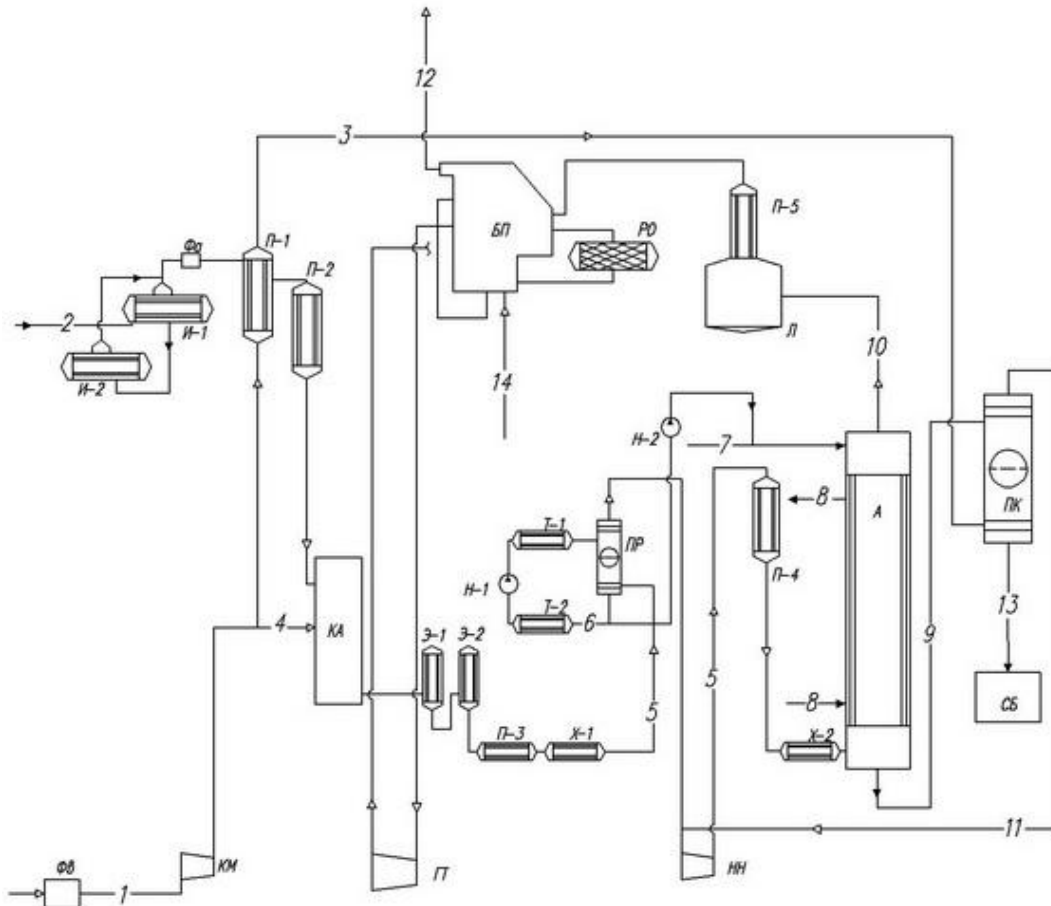 12
3
П-5
БП
РО
Фа
П-1
П-2
2
И-1
И-2
Л
10
14
Н-2
7
8
А
ПК
Т-1
ПР
П-4
Н-1
Т-2
6
13
4
КА
Э-1
Э-2
5
5
9
8
СБ
П-3
Х-1
Х-2
11
ФВ
1
КМ
ГТ
НН